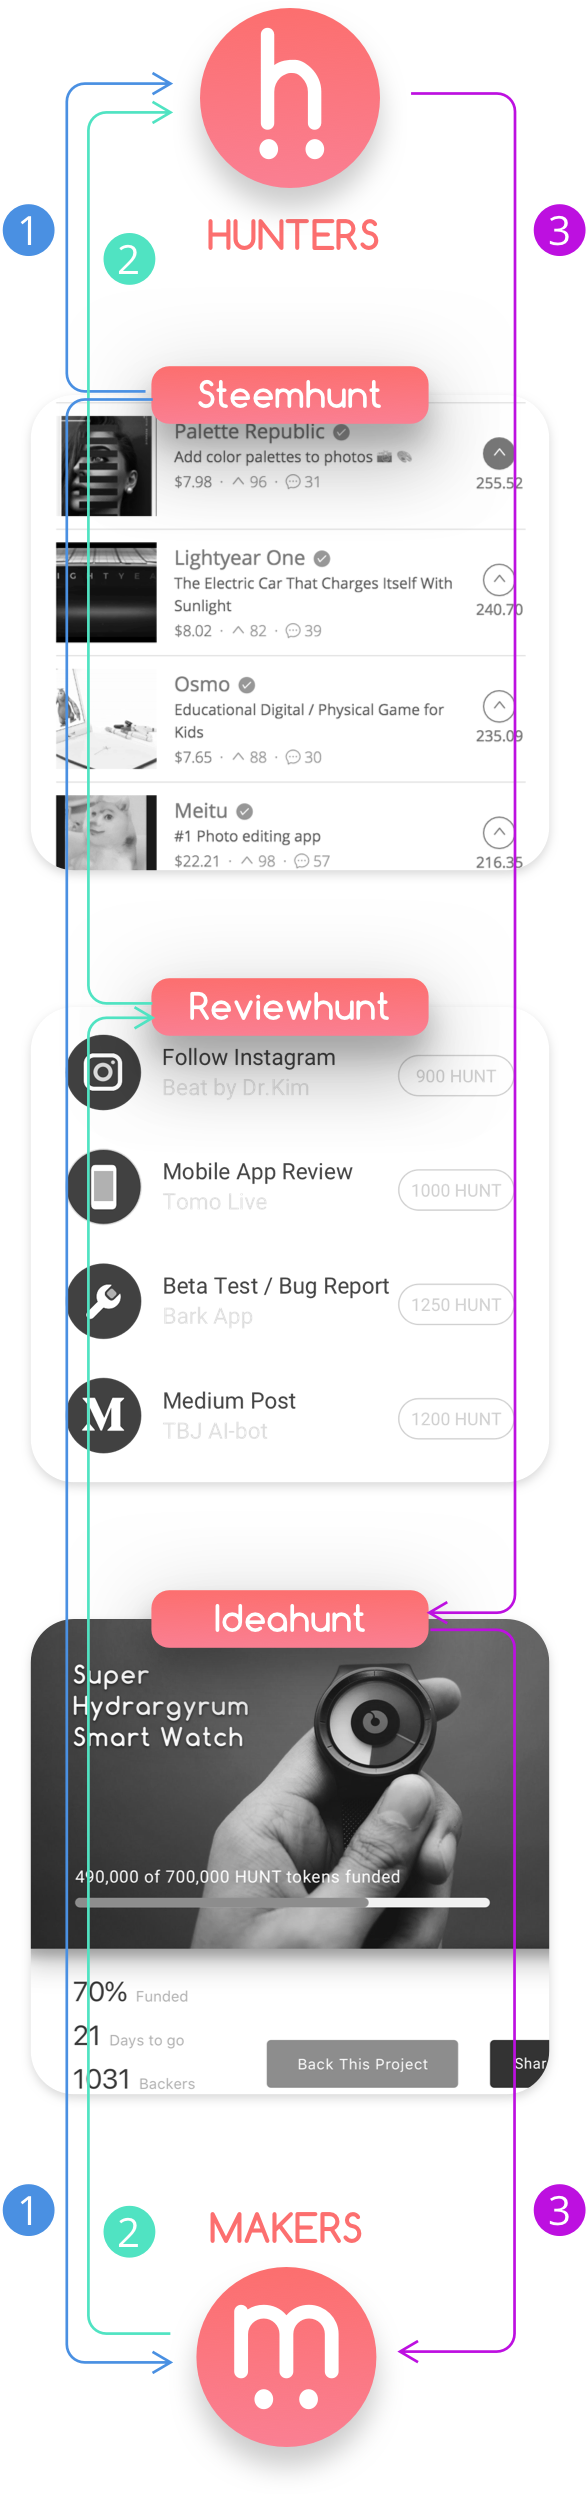 h
1
3
HUNTERS
2
Steemhunt
Palette Republic
Add color palettes to photos
$7.98 · 96 · 31
255.52
IGHTYEA
Lightyear One
The Electric Car That Charges Itself With
Sunlight
$8.02 · 82 · 39
240.70
Osmo
Educational Digital / Physical Game for
Kids
$7.65 · 88 · 30
235.09
Meitu
#1 Photo editing app
$22.21 · 98 · 57
216.35
Reviewhunt
Follow Instagram
Beat by Dr.Kim
900 HUNT
Mobile App Review
Tomo Live
1000 HUNT
Beta Test / Bug Report
Bark App
1250 HUNT
M
Medium Post
TBJ AI-bot
1200 HUNT
Ideahunt
Super
Hydrargyrum
Smart Watch
490,000 of 700,000 HUNT tokens funded
70% Funded
21 Days to go
1031 Backers
Back This Project
Shar
1
3
2
MAKERS
m